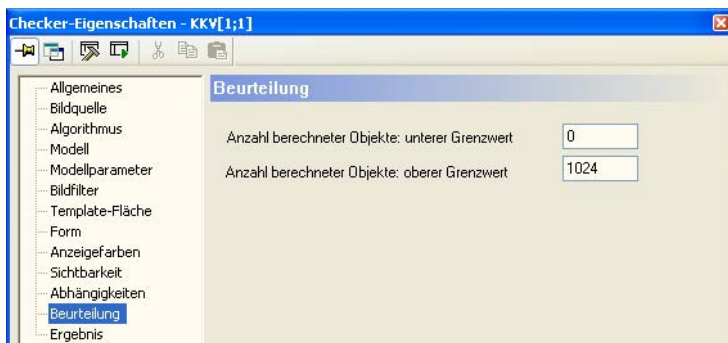 Checker-Eigenschaften - KKV[1;1]
Allgemeines
Bildquelle
Algorithmus
Modell
Modellparameter
Bildfilter
Template-Fläche
Form
Anzeigefarben
Sichtbarkeit
Abhängigkeiten
Beurteilung
Ergebnis
Beurteilung
Anzahl berechneter Objekte: unterer Grenzwert 0
Anzahl berechneter Objekte: oberer Grenzwert 1024